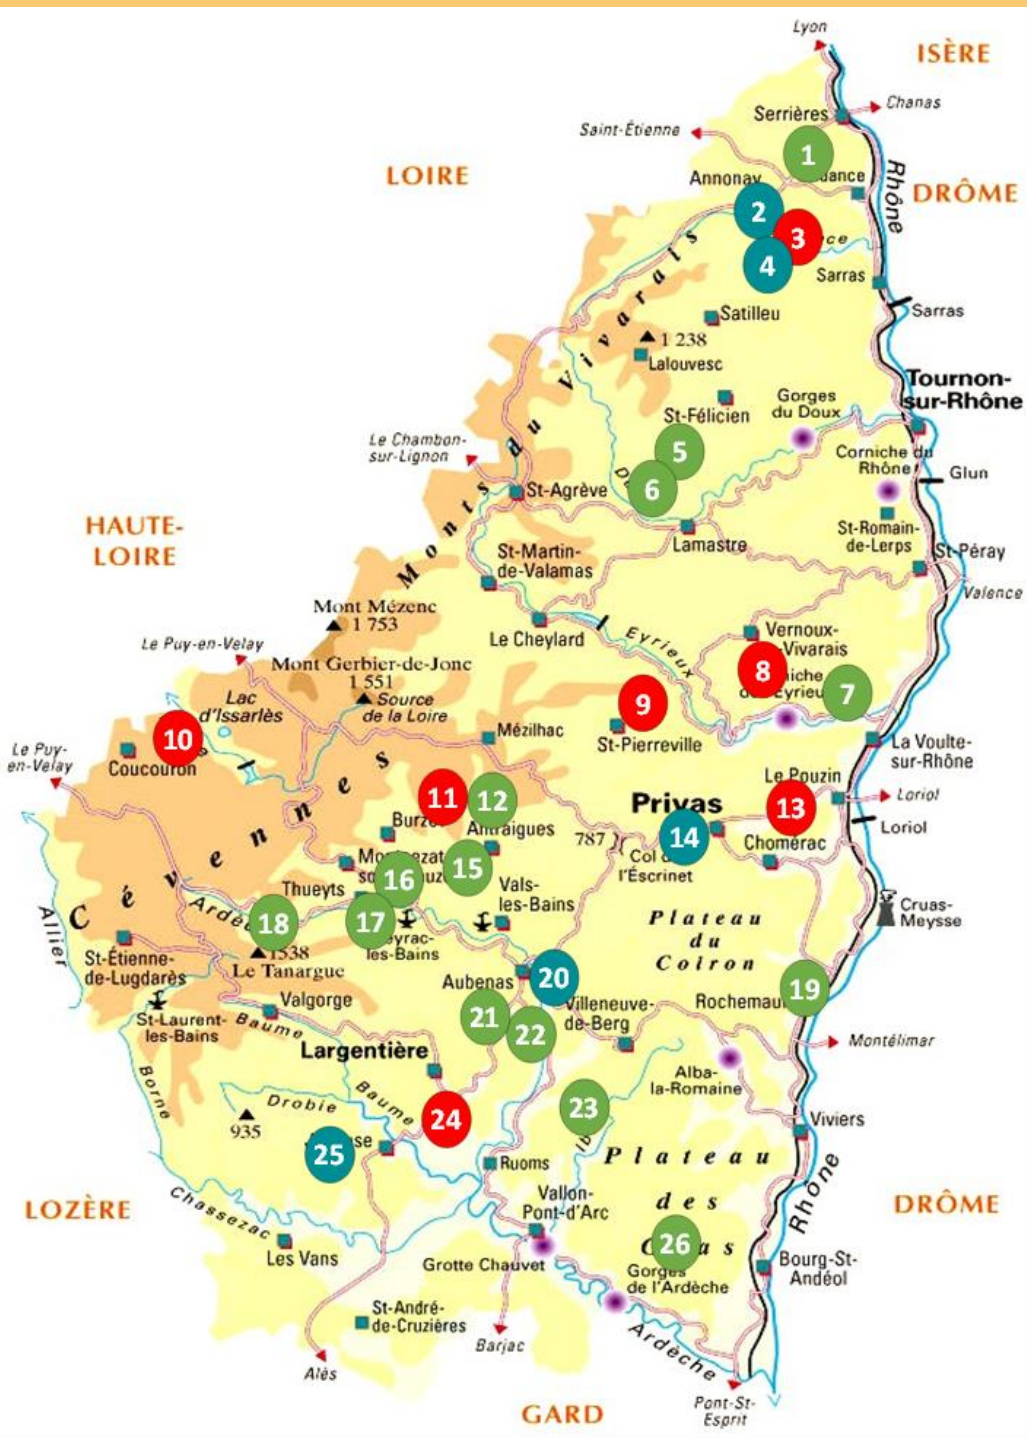 Lyon
ISÈRE
Chanas
Serrières
Saint-Étienne
1
LOIRE
Annonay
Rhône
DRÔME
2
3
4
Sarras
Satilleu
Sarras
1 238
Lalouvesc
Tournon-
sur-Rhône
Gorges
du Doux
St-Félicien
Le Chambon-
sur-Lignon
5
Corniche du
Rhône
Glun
6
St-Agrève
HAUTE-
LOIRE
Monts du Vivarais
St-Romain-
de-Lerps
Lamastre
St-Péray
St-Martin-
de-Valamas
Valence
Mont Mézenc
1 753
Le Cheylard
Eyrieux
Vernoux-
-Vivarais
Le Puy-en-Velay
Mont Gerbier-de-Jonc
1 551
Source
de la Loire
8
7
Lac
d'Issarlès
9
10
Mézilhac
St-Pierreville
Le Puy-
en-Velay
Coucouron
La Voulte-
sur-Rhône
Le Pouzin
11
12
Privas
13
Loriol
Loriol
Burze
Antraigues
787
14
Col d
l'Éscrinet
Chomérac
15
16
Thueyts
Vals-
les-Bains
Cévennes
Allier
Ardè
18
17
eyrac-
les-Bains
Plateau
du
Coiron
Cruas-
Meysse
St-Étienne-
de-Lugdarès
1538
Le Tanargue
Aubenas
20
Rochemau
19
Valgorge
Villeneuve-
de-Berg
21
22
St-Laurent-
les-Bains
Baume
Montélimar
Largentière
Alba-
la-Romaine
Borne
Baume
Drobie
935
23
24
Viviers
25
se
Ruoms
Plateau
des
as
LOZÈRE
Chassezac
Vallon-
Pont-d'Arc
Rhône
DRÔME
Les Vans
26
Grotte Chauvet
Gorges
de l'Ardèche
Bourg-St-
Andéol
St-André-
de-Cruzières
Barjac
Ardèche
Alès
Pont-St-
Esprit
GARD